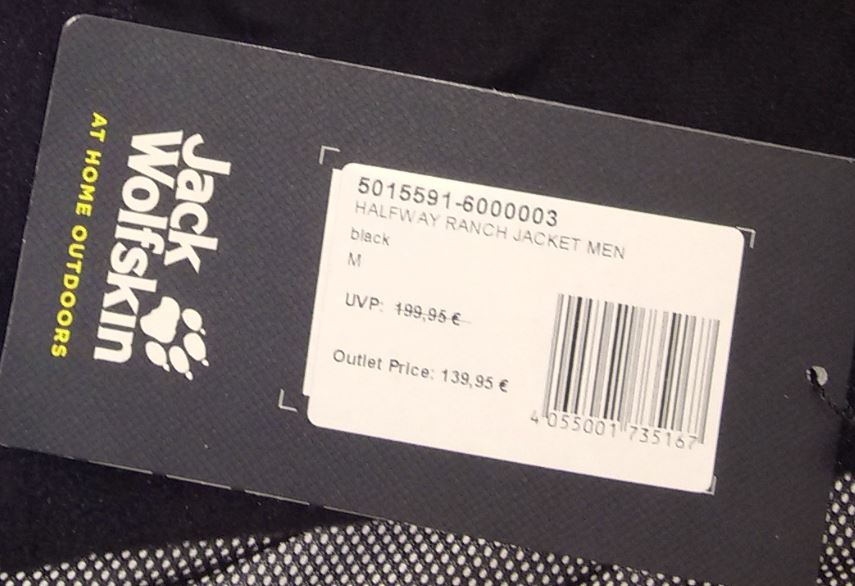 Jack
Wolfskin
AT HOME OUTDOORS
5015591-6000003
HALFWAY RANCH JACKET MEN
black
M
UVP: 199,95 €
Outlet Price: 139,95 €
4 055001 735167